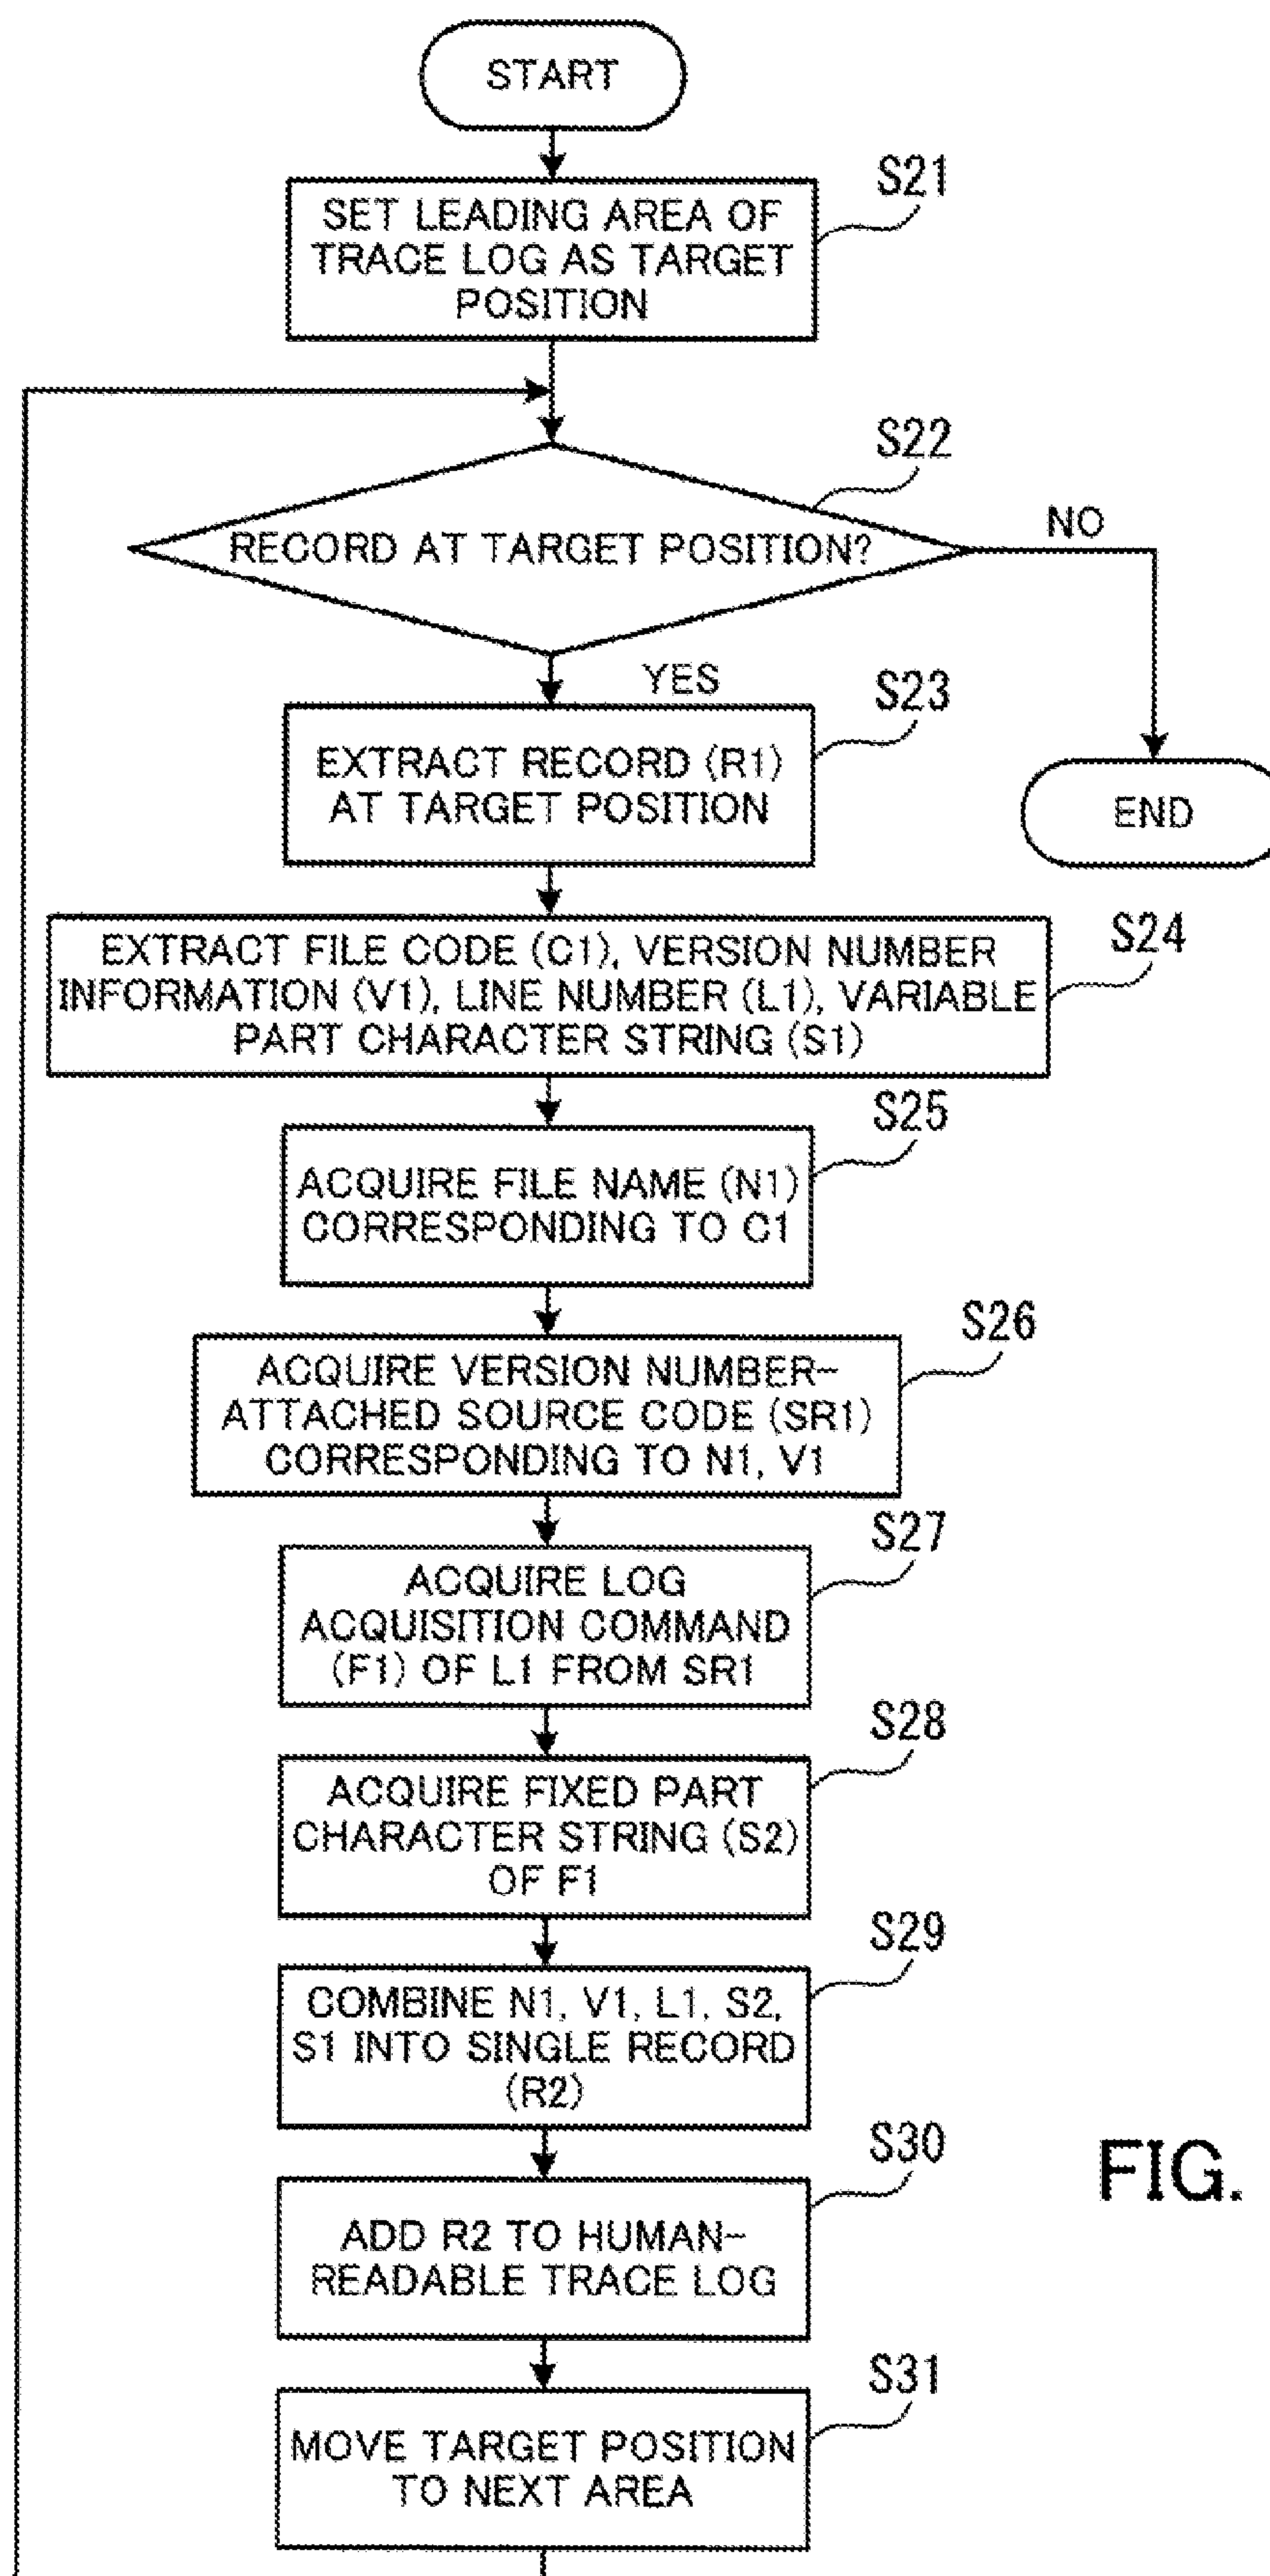 START
S21
SET LEADING AREA OF
TRACE LOG AS TARGET
POSITION
S22
RECORD AT TARGET POSITION?
NO
YES
S23
EXTRACT RECORD (R1)
AT TARGET POSITION
END
S24
EXTRACT FILE CODE (C1), VERSION NUMBER
INFORMATION (V1), LINE NUMBER (L1), VARIABLE
PART CHARACTER STRING (S1)
S25
ACQUIRE FILE NAME (N1)
CORRESPONDING TO C1
S26
ACQUIRE VERSION NUMBER-
ATTACHED SOURCE CODE (SR1)
CORRESPONDING TO N1, V1
S27
ACQUIRE LOG
ACQUISITION COMMAND
(F1) OF L1 FROM SR1
S28
ACQUIRE FIXED PART
CHARACTER STRING (S2)
OF F1
S29
COMBINE N1, V1, L1, S2,
S1 INTO SINGLE RECORD
(R2)
S30
ADD R2 TO HUMAN-
READABLE TRACE LOG
FIG.
S31
MOVE TARGET POSITION
TO NEXT AREA